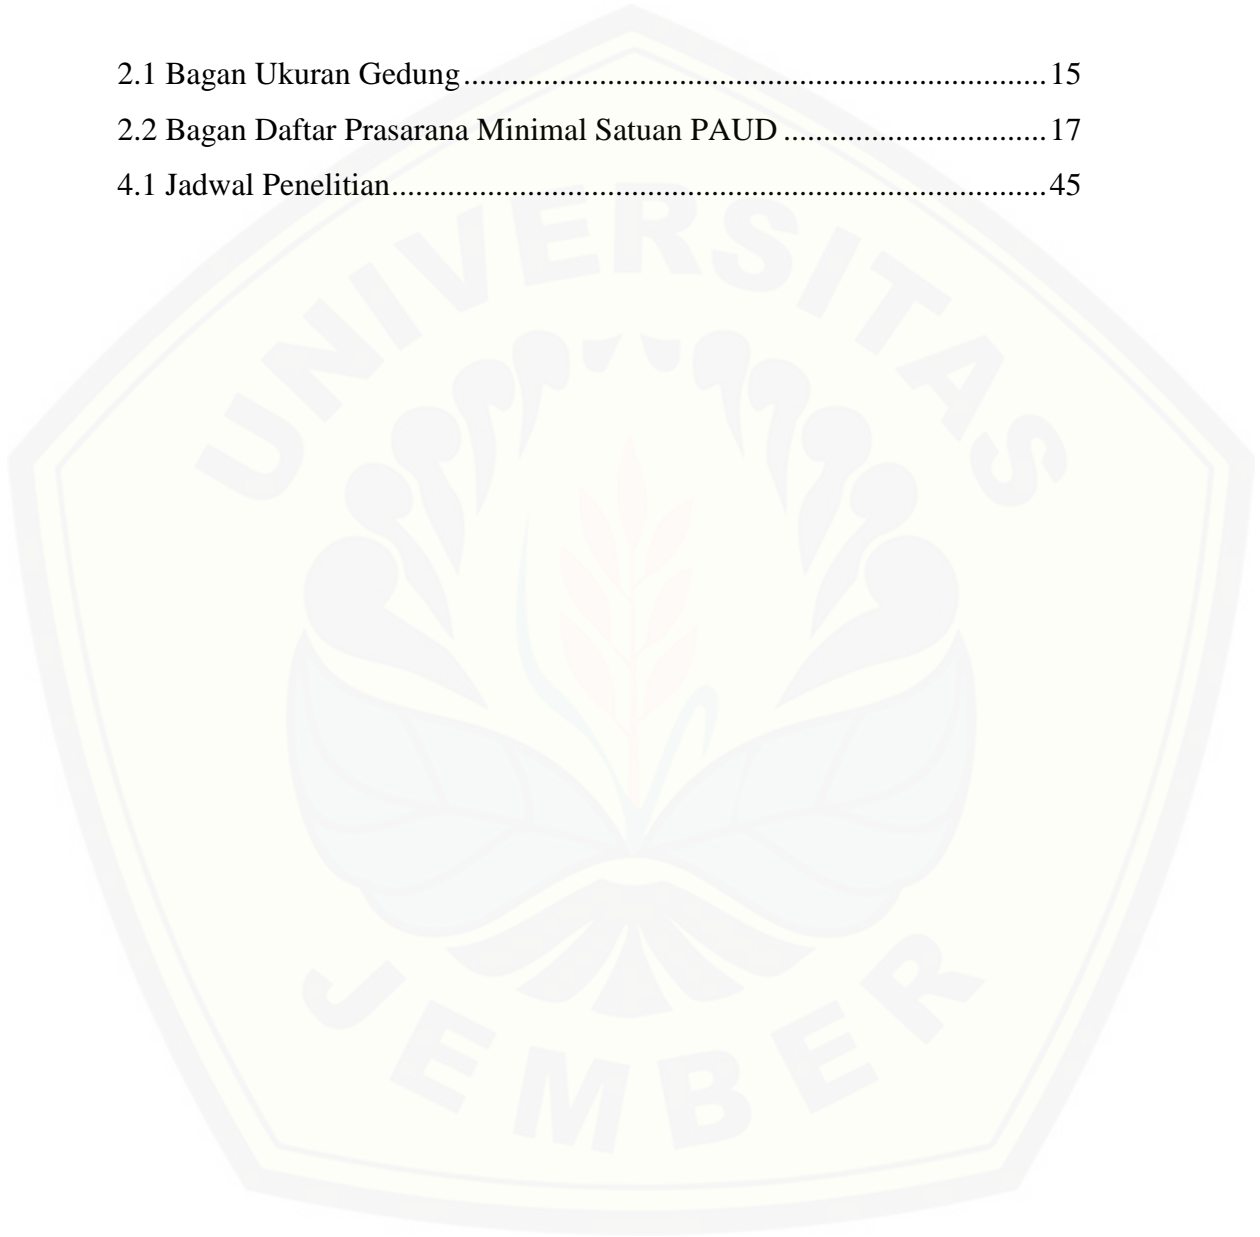 2.1 Bagan Ukuran Gedung.........................................................................15
2.2 Bagan Daftar Prasarana Minimal Satuan PAUD .................................17
4.1 Jadwal Penelitian..................................................................................45
UNIVERSITAS
JEMBER